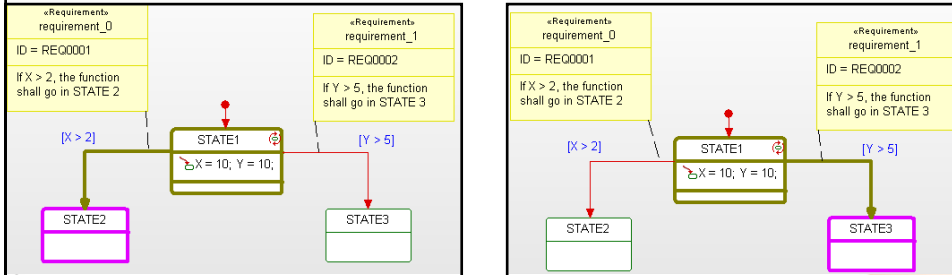 «Requirement»
requirement_0
ID = REQ0001
If X > 2, the function
shall go in STATE 2
«Requirement»
requirement_1
ID = REQ0002
If Y > 5, the function
shall go in STATE 3
[X > 2]
STATE1
X = 10; Y = 10;
[Y > 5]
STATE2
STATE3
«Requirement»
requirement_0
ID = REQ0001
If X > 2, the function
shall go in STATE 2
«Requirement»
requirement_1
ID = REQ0002
If Y > 5, the function
shall go in STATE 3
[X > 2]
STATE1
X = 10; Y = 10;
[Y > 5]
STATE2
STATE3